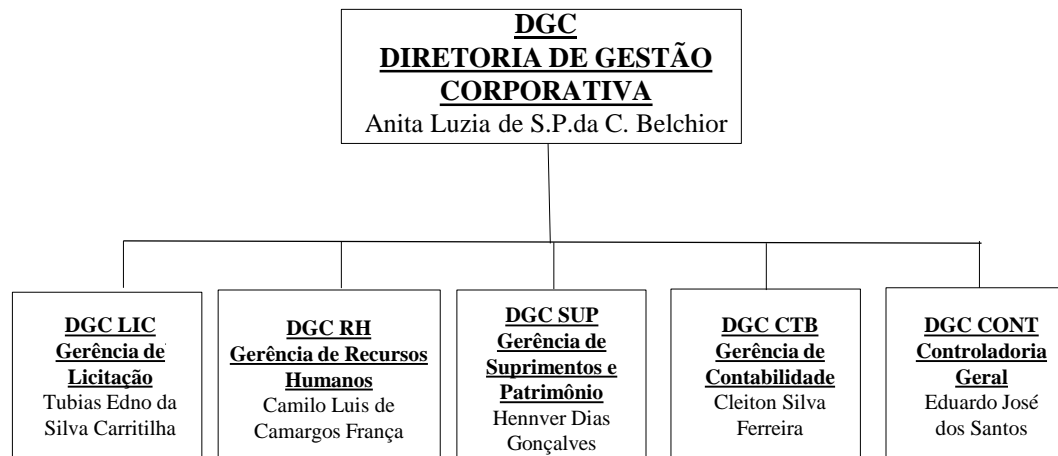 DGC
DIRETORIA DE GESTÃO
CORPORATIVA
Anita Luzia de S.P.da C. Belchior
DGC LIC
Gerência de
Licitação
Tubias Edno da
Silva Carritilha
DGC RH
Gerência de Recursos
Humanos
Camilo Luis de
Camargos França
DGC SUP
Gerência de
Suprimentos e
Patrimônio
Hennver Dias
Gonçalves
DGC CTB
Gerência de
Contabilidade
Cleiton Silva
Ferreira
DGC CONT
Controladoria
Geral
Eduardo José
dos Santos